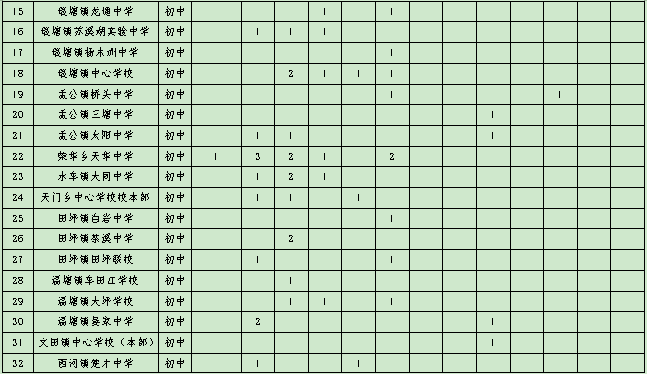 15 槎塘镇龙塘中学 初中 1 1
16 槎塘镇苏溪湖实验中学 初中 1 1 1
17 槎塘镇杨木洲中学 初中 1
18 槎塘镇中心学校 初中 2 1 1 1
19 孟公镇桥头中学 初中 1 1
20 孟公镇三塘中学 初中 1
21 孟公镇太阳中学 初中 1 1 1
22 荣华乡天华中学 初中 1 3 2 1 2
23 水车镇大同中学 初中 1 2 1
24 天门乡中心学校校本部 初中 1 1 1
25 田坪镇白岩中学 初中 1
26 田坪镇茶溪中学 初中 2
27 田坪镇田坪联校 初中 1 1
28 温塘镇车田江学校 初中 1
29 温塘镇大坪学校 初中 1 1 1
30 温塘镇晏家中学 初中 2 1
31 文田镇中心学校（本部） 初中 1
32 西河镇楚才中学 初中 1 1